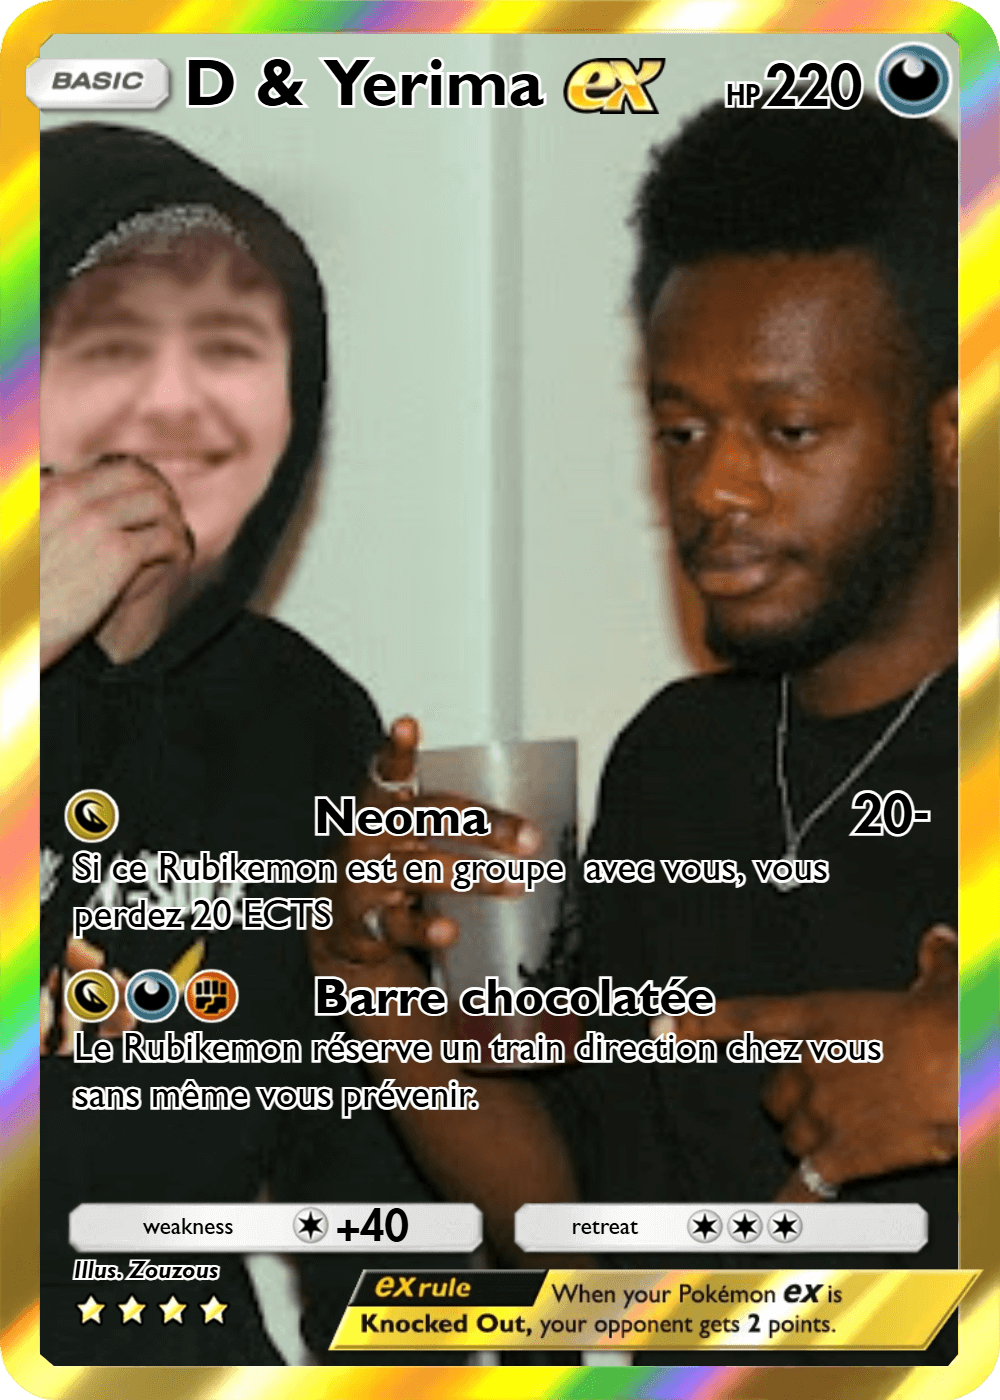 BASIC D & Yerima ex HP 220
Neoma 20-
Si ce Rubikemon est en groupe avec vous, vous
perdez 20 ECTS
Barre chocolatée
Le Rubikemon réserve un train direction chez vous
sans même vous prévenir.
weakness +40 retreat
Illus. Zouzous
ex rule When your Pokémon ex is
Knocked Out, your opponent gets 2 points.